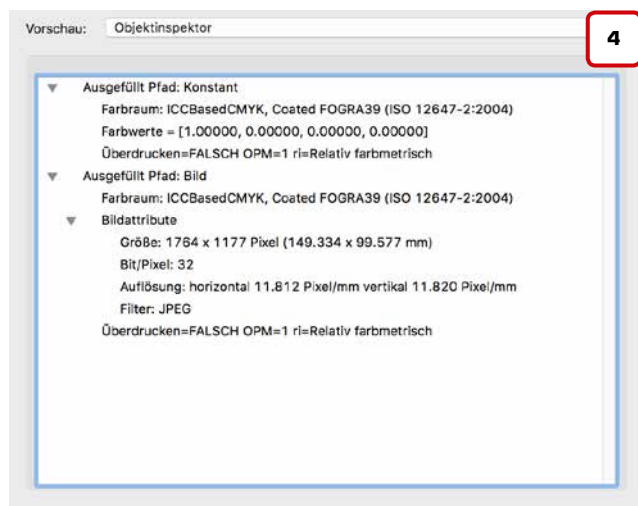 Vorschau: Objektinspektor
4
Ausgefüllt Pfad: Konstant
Farbraum: ICCBasedCMYK, Coated FOGRA39 (ISO 12647-2:2004)
Farbwerte = [1.00000, 0.00000, 0.00000, 0.00000]
Überdrucken=FALSCH OPM=1 ri=Relativ farbmetrisch
Ausgefüllt Pfad: Bild
Farbraum: ICCBasedCMYK, Coated FOGRA39 (ISO 12647-2:2004)
Bildattribute
Größe: 1764 x 1177 Pixel (149.334 x 99.577 mm)
Bit/Pixel: 32
Auflösung: horizontal 11.812 Pixel/mm vertikal 11.820 Pixel/mm
Filter: JPEG
Überdrucken=FALSCH OPM=1 ri=Relativ farbmetrisch